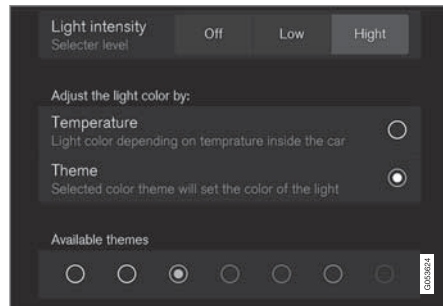 Light intensity
Selecter level
Off Low Hight
Adjust the light color by:
Temperature
Light color depending on temprature inside the car
Theme
Selected color theme will set the color of the light
Available themes
G053624